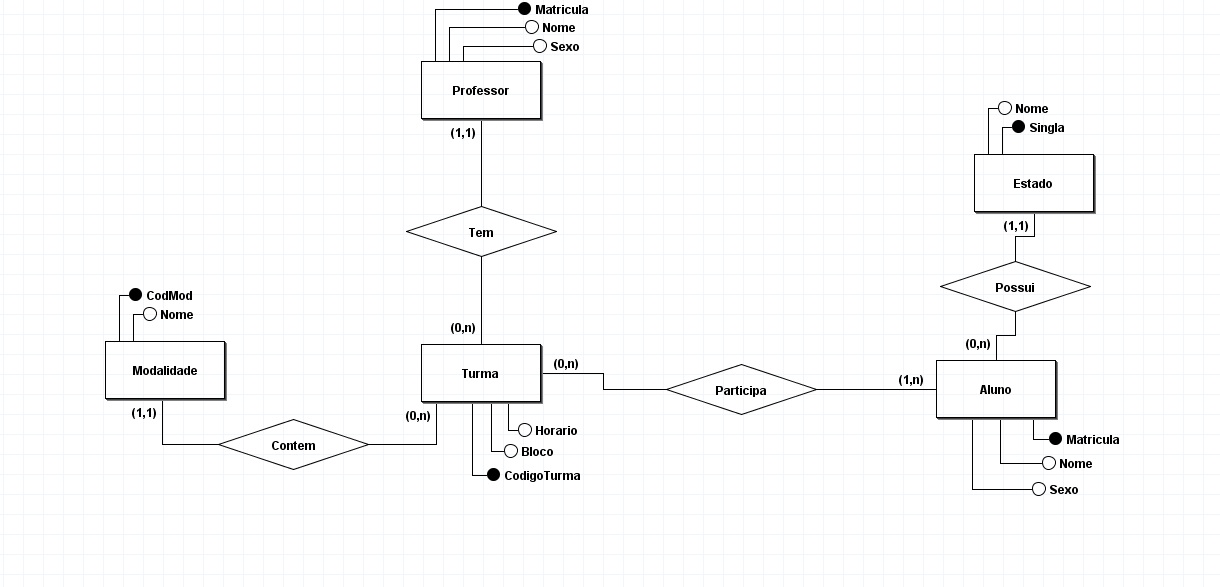 Matricula
Nome
Sexo
Professor
(1,1)
Tem
(0,n)
Nome
Singla
Estado
(1,1)
Possui
(0,n)
CodMod
Nome
Modalidade
(1,1)
Contem
(0,n)
Turma
(0,n)
Participa
(1,n)
Aluno
Horario
Bloco
CodigoTurma
Matricula
Nome
Sexo